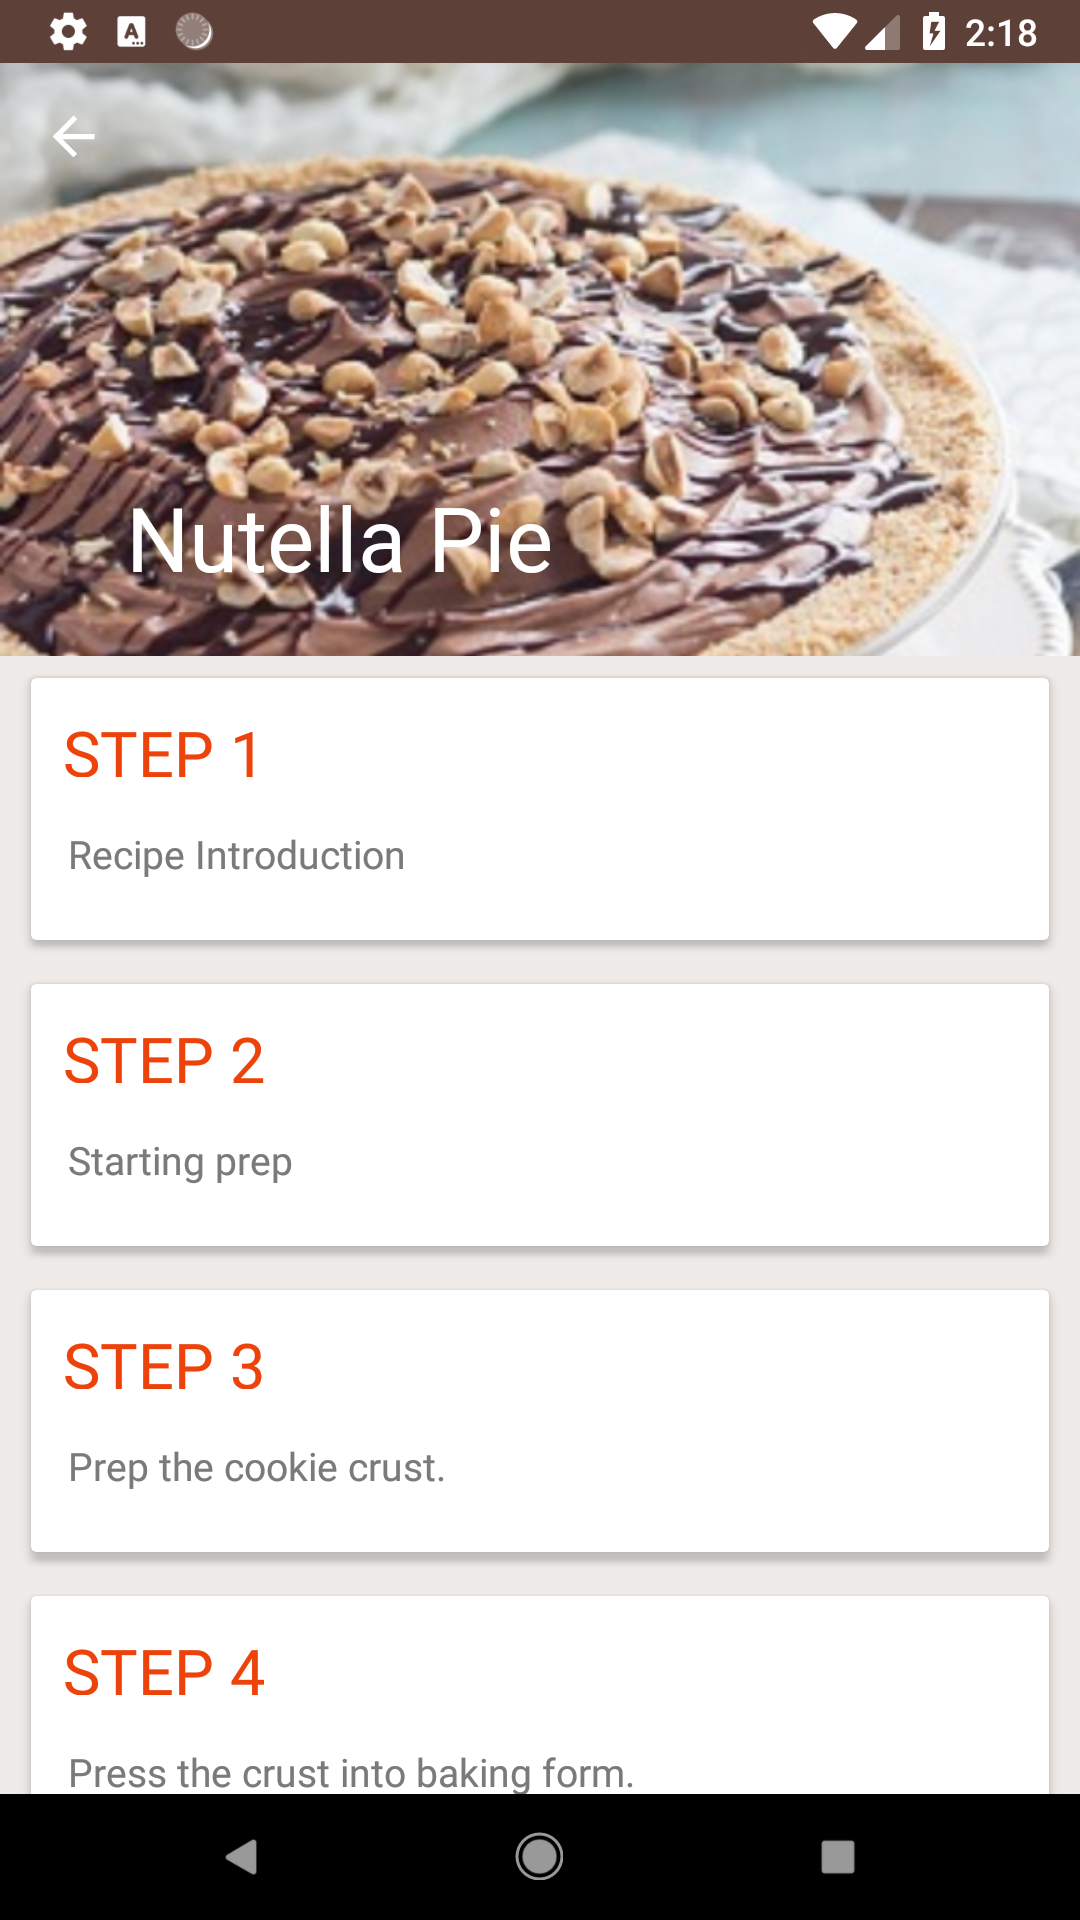 2:18
Nutella Pie
STEP 1
Recipe Introduction
STEP 2
Starting prep
STEP 3
Prep the cookie crust.
STEP 4
Press the crust into baking form.